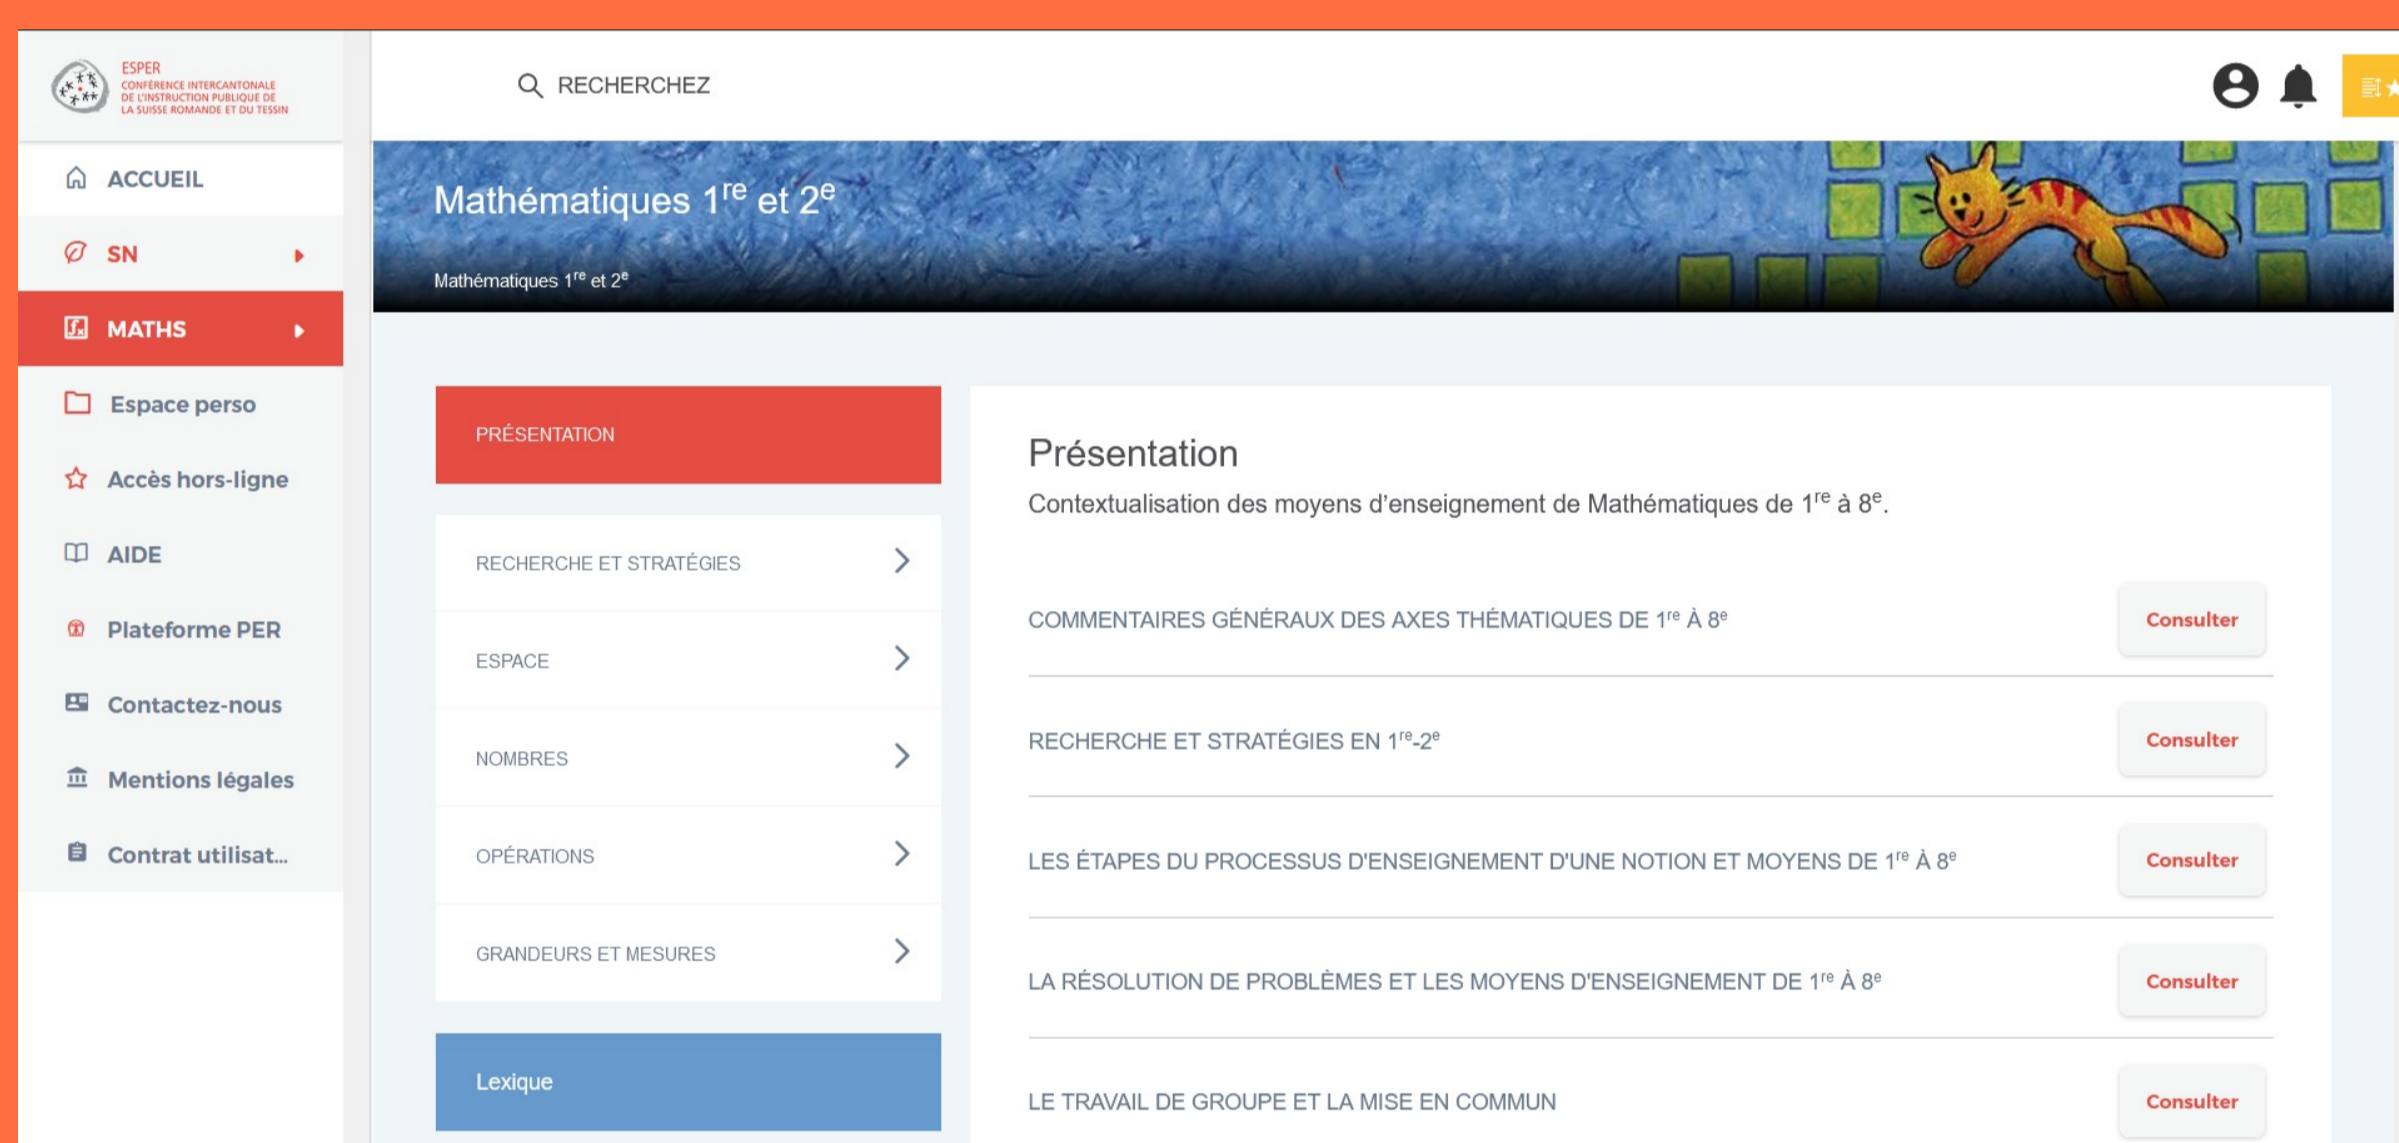 ESPER
CONFÉRENCE INTERCANTONALE
DE L'INSTRUCTION PUBLIQUE DE
LA SUISSE ROMANDE ET DU TESSIN
RECHERCHEZ
ACCUEIL
SN
MATHS
Espace perso
Accès hors-ligne
AIDE
Plateforme PER
Contactez-nous
Mentions légales
Contrat utilisat...
Mathématiques 1re et 2e
Mathématiques 1re et 2e
PRÉSENTATION
RECHERCHE ET STRATÉGIES
ESPACE
NOMBRES
OPÉRATIONS
GRANDEURS ET MESURES
Lexique
Présentation
Contextualisation des moyens d'enseignement de Mathématiques de 1re à 8e.
COMMENTAIRES GÉNÉRAUX DES AXES THÉMATIQUES DE 1re À 8e
Consulter
RECHERCHE ET STRATÉGIES EN 1re-2e
Consulter
LES ÉTAPES DU PROCESSUS D'ENSEIGNEMENT D'UNE NOTION ET MOYENS DE 1re À 8e
Consulter
LA RÉSOLUTION DE PROBLÈMES ET LES MOYENS D'ENSEIGNEMENT DE 1re À 8e
Consulter
LE TRAVAIL DE GROUPE ET LA MISE EN COMMUN
Consulter